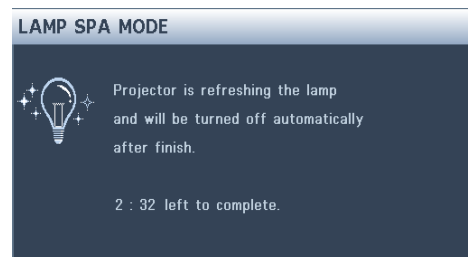 LAMP SPA MODE
Projector is refreshing the lamp
and will be turned off automatically
after finish.
2 : 32 left to complete.